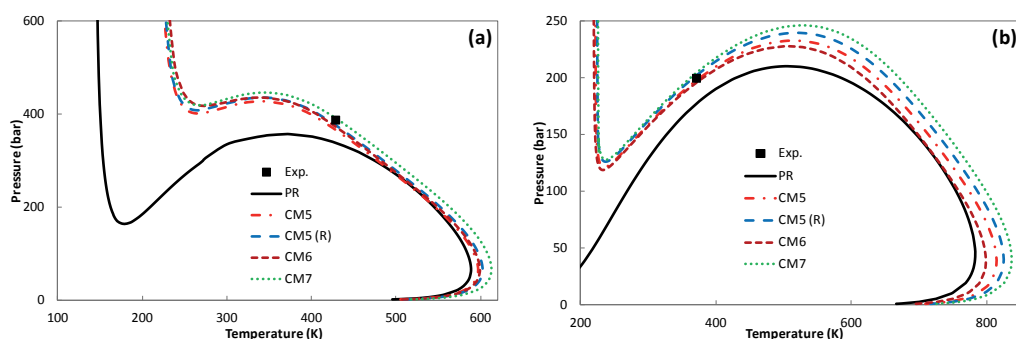 (a)
Pressure (bar)
600
400
200
0
100
200
300
400
500
600
Temperature (K)
Exp.
PR
CM5
CM5 (R)
CM6
CM7
(b)
Pressure (bar)
250
200
150
100
50
0
200
400
600
800
Temperature (K)
Exp.
PR
CM5
CM5 (R)
CM6
CM7